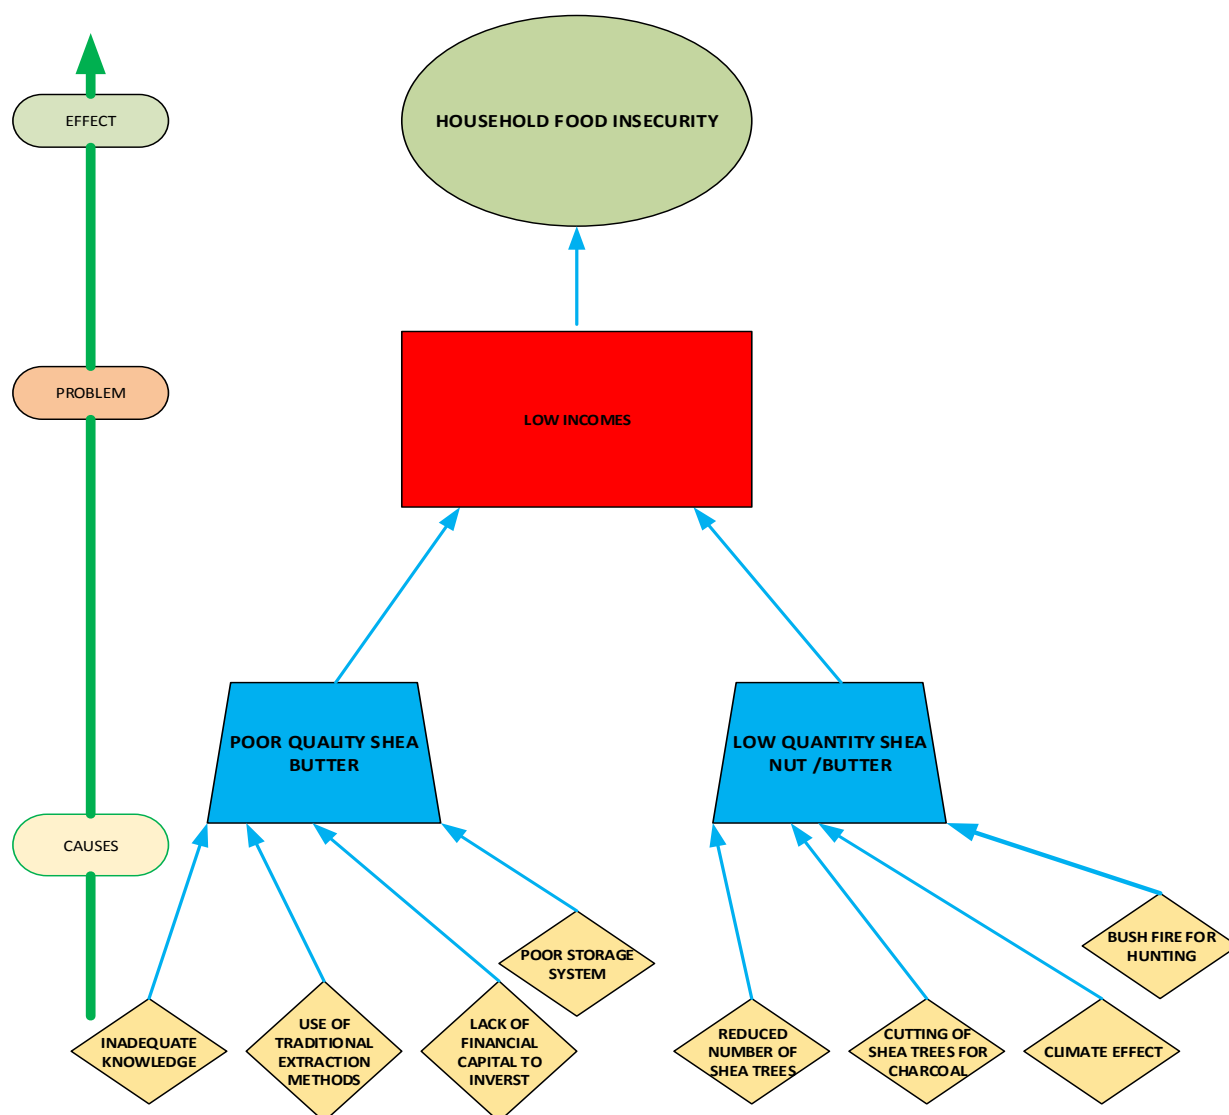 EFFECT
HOUSEHOLD FOOD INSECURITY
PROBLEM
LOW INCOMES
POOR QUALITY SHEA
BUTTER
LOW QUANTITY SHEA
NUT /BUTTER
CAUSES
INADEQUATE
KNOWLEDGE
USE OF
TRADITIONAL
EXTRACTION
METHODS
LACK OF
FINANCIAL
CAPITAL TO
INVERST
POOR STORAGE
SYSTEM
REDUCED
NUMBER OF
SHEA TREES
CUTTING OF
SHEA TREES FOR
CHARCOAL
CLIMATE EFFECT
BUSH FIRE FOR
HUNTING